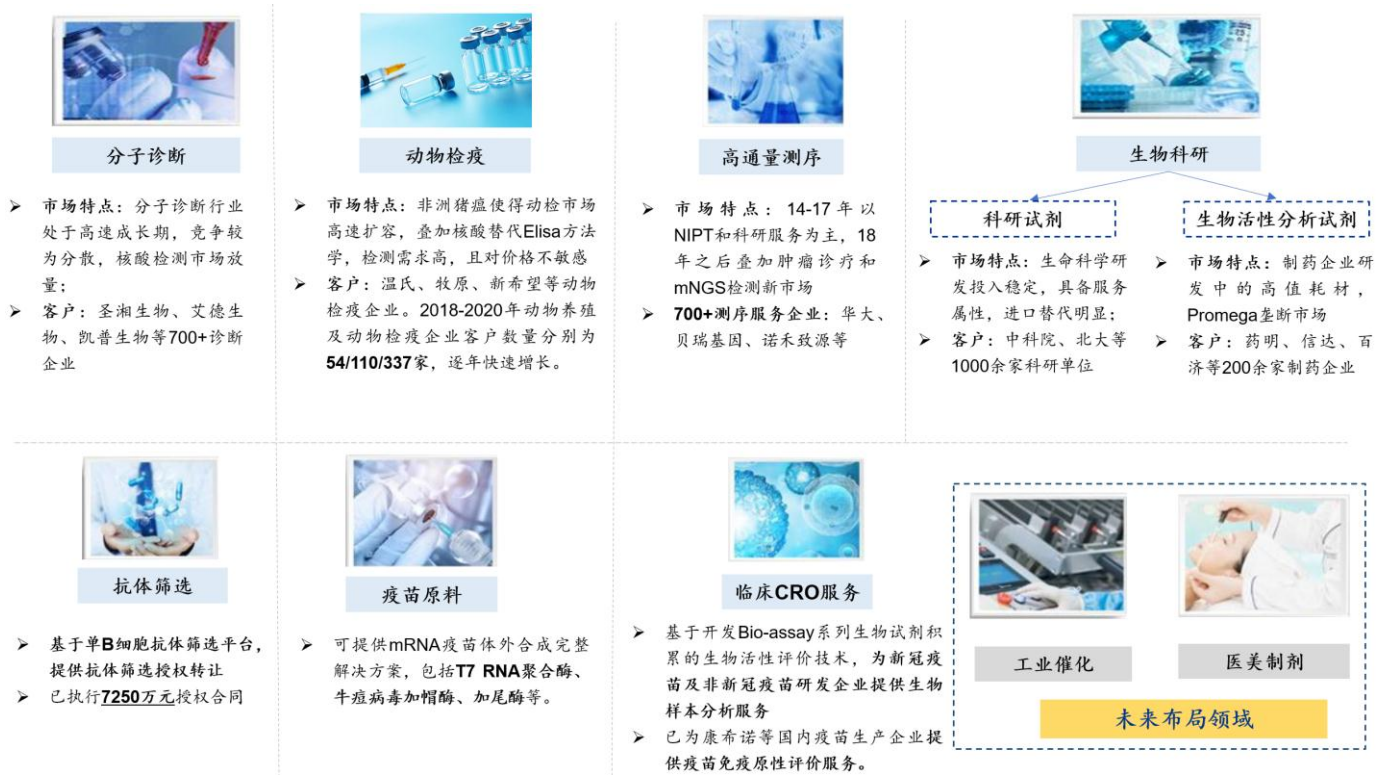 分子诊断
➤ 市场特点：分子诊断行业
处于高速成长期，竞争较
为分散，核酸检测市场放
量；
➤ 客户：圣湘生物、艾德生
物、凯普生物等700+诊断
企业
动物检疫
➤ 市场特点：非洲猪瘟使得动检市场
高速扩容，叠加核酸替代Elisa方法
学，检测需求高，且对价格不敏感
➤ 客户：温氏、牧原、新希望等动物
检疫企业。2018-2020年动物养殖
及动物检疫企业客户数量分别为
54/110/337家，逐年快速增长。
高通量测序
➤ 市场特点：14-17年以
NIPT和科研服务为主，18
年之后叠加肿瘤诊疗和
mNGS检测新市场
➤ 700+测序服务企业：华大、
贝瑞基因、诺禾致源等
生物科研
科研试剂
➤ 市场特点：生命科学研
发投入稳定，具备服务
属性，进口替代明显；
➤ 客户：中科院、北大等
1000余家科研单位
生物活性分析试剂
➤ 市场特点：制药企业研
发中的高值耗材，
Promega垄断市场
➤ 客户：药明、信达、百
济等200余家制药企业
抗体筛选
➤ 基于单B细胞抗体筛选平台，
提供抗体筛选授权转让
➤ 已执行7250万元授权合同
疫苗原料
➤ 可提供mRNA疫苗体外合成完整
解决方案，包括T7 RNA聚合酶、
牛痘病毒加帽酶、加尾酶等。
临床CRO服务
➤ 基于开发Bio-assay系列生物试剂积
累的生物活性评价技术，为新冠疫
苗及非新冠疫苗研发企业提供生物
样本分析服务
➤ 已为康希诺等国内疫苗生产企业提
供疫苗免疫原性评价服务。
工业催化
医美制剂
未来布局领域